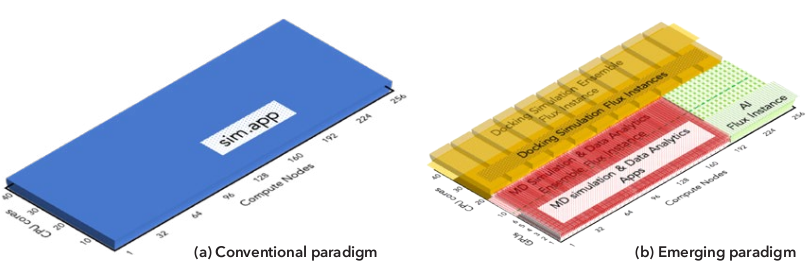 sim.app
40
30
20
10
CPU cores
1
32
64
96
128
160
192
224
256
Compute Nodes
(a) Conventional paradigm
Docking Simulation Ensemble
Flux Instance
Docking Simulation Flux Instances
MD Simulation & Data Analytics
Ensemble Flux Instance
MD simulation & Data Analytics
Apps
AI
Flux Instance
40
30
20
10
CPU cores
GPUs
1
32
64
96
128
160
192
224
256
Compute Nodes
(b) Emerging paradigm